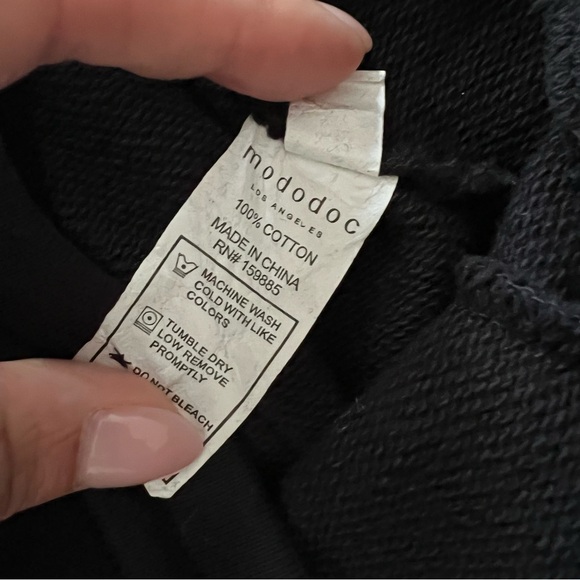 mododoc
LOS ANGELES
100% COTTON
MADE IN CHINA
RN# 159885
MACHINE WASH
COLD WITH LIKE
COLORS
TUMBLE DRY
LOW REMOVE
PROMPTLY
DO NOT BLEACH